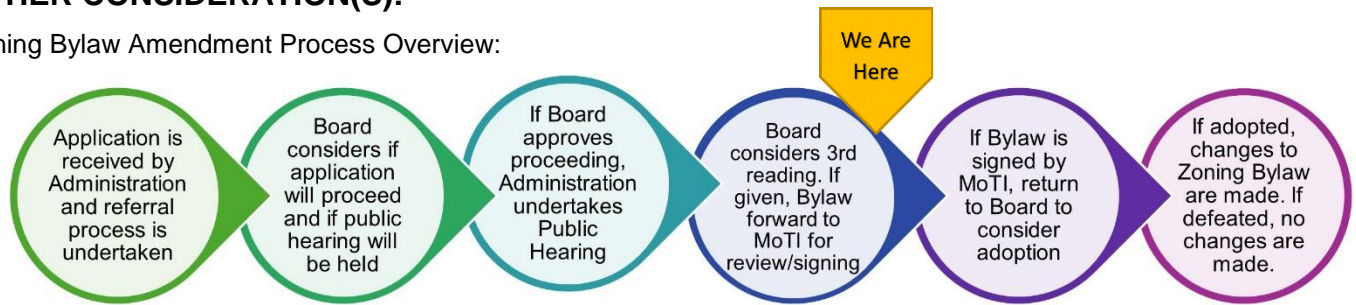 THER CONSIDERATION(S):
ning Bylaw Amendment Process Overview:
We Are
Here
Application is
received by
Administration
and referral
process is
undertaken
Board
considers if
application
will proceed
and if public
hearing will
be held
If Board
approves
proceeding,
Administration
undertakes
Public
Hearing
Board
considers 3rd
reading. If
given, Bylaw
forward to
MoTI for
review/signing
If Bylaw is
signed by
MoTI, return
to Board to
consider
adoption
If adopted,
changes to
Zoning Bylaw
are made. If
defeated, no
changes are
made.